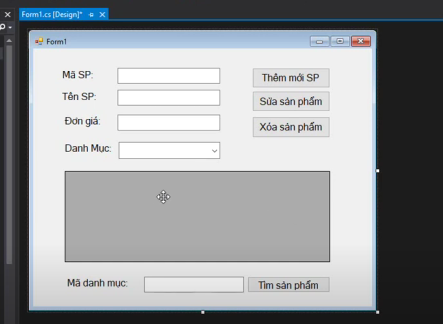 Form1.cs [Design]*
Form1
Mã SP:
Thêm mới SP
Tên SP:
Sửa sản phẩm
Đơn giá:
Xóa sản phẩm
Danh Mục:
Mã danh mục:
Tìm sản phẩm